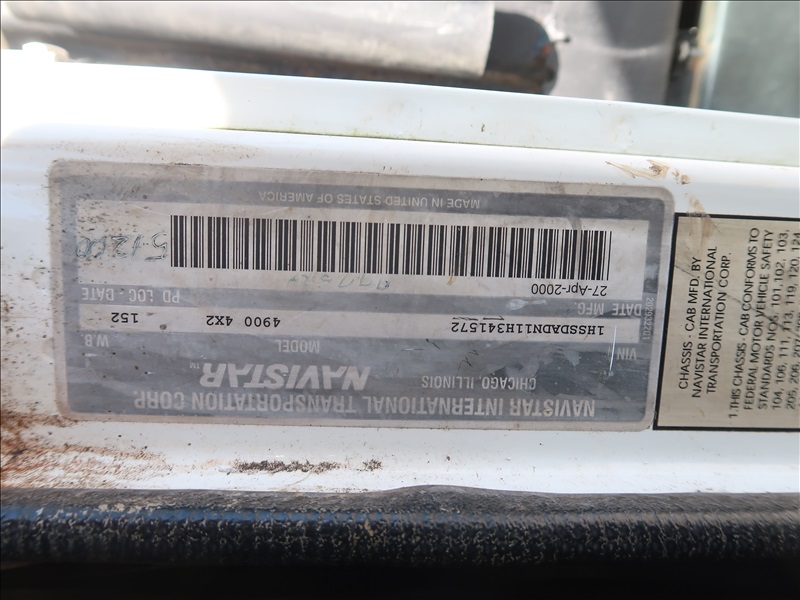 NAVISTAR INTERNATIONAL TRANSPORTATION CORP.
CHICAGO, ILLINOIS NAVISTAR™
VIN MODEL W.B.
1HSSDADN11H341572 4900 4X2 152
DATE MFG. PD LOC - DATE
27-Apr-2000
MADE IN UNITED STATES OF AMERICA
CHASSIS - CAB MFD. BY
NAVISTAR INTERNATIONAL
TRANSPORTATION CORP.
1.THIS CHASSIS - CAB CONFORMS TO
FEDERAL MOTOR VEHICLE SAFETY
STANDARDS NOS. 101, 102, 103,
104, 106, 111, 113, 119, 120, 124